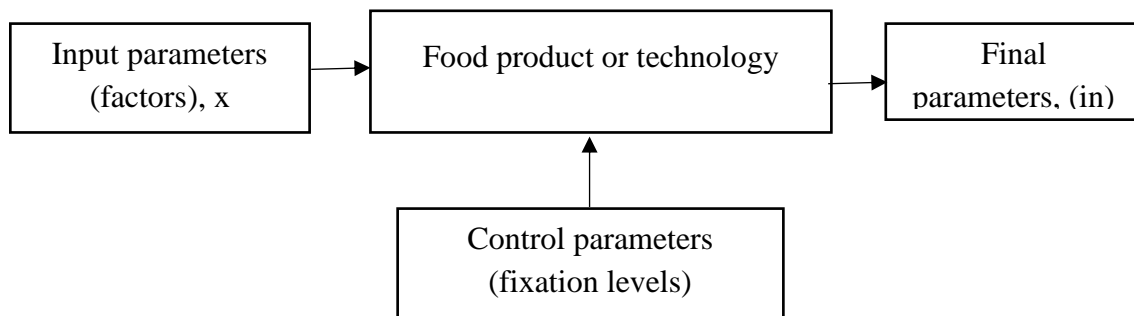 Input parameters
(factors), x
Food product or technology
Final
parameters, (in)
Control parameters
(fixation levels)